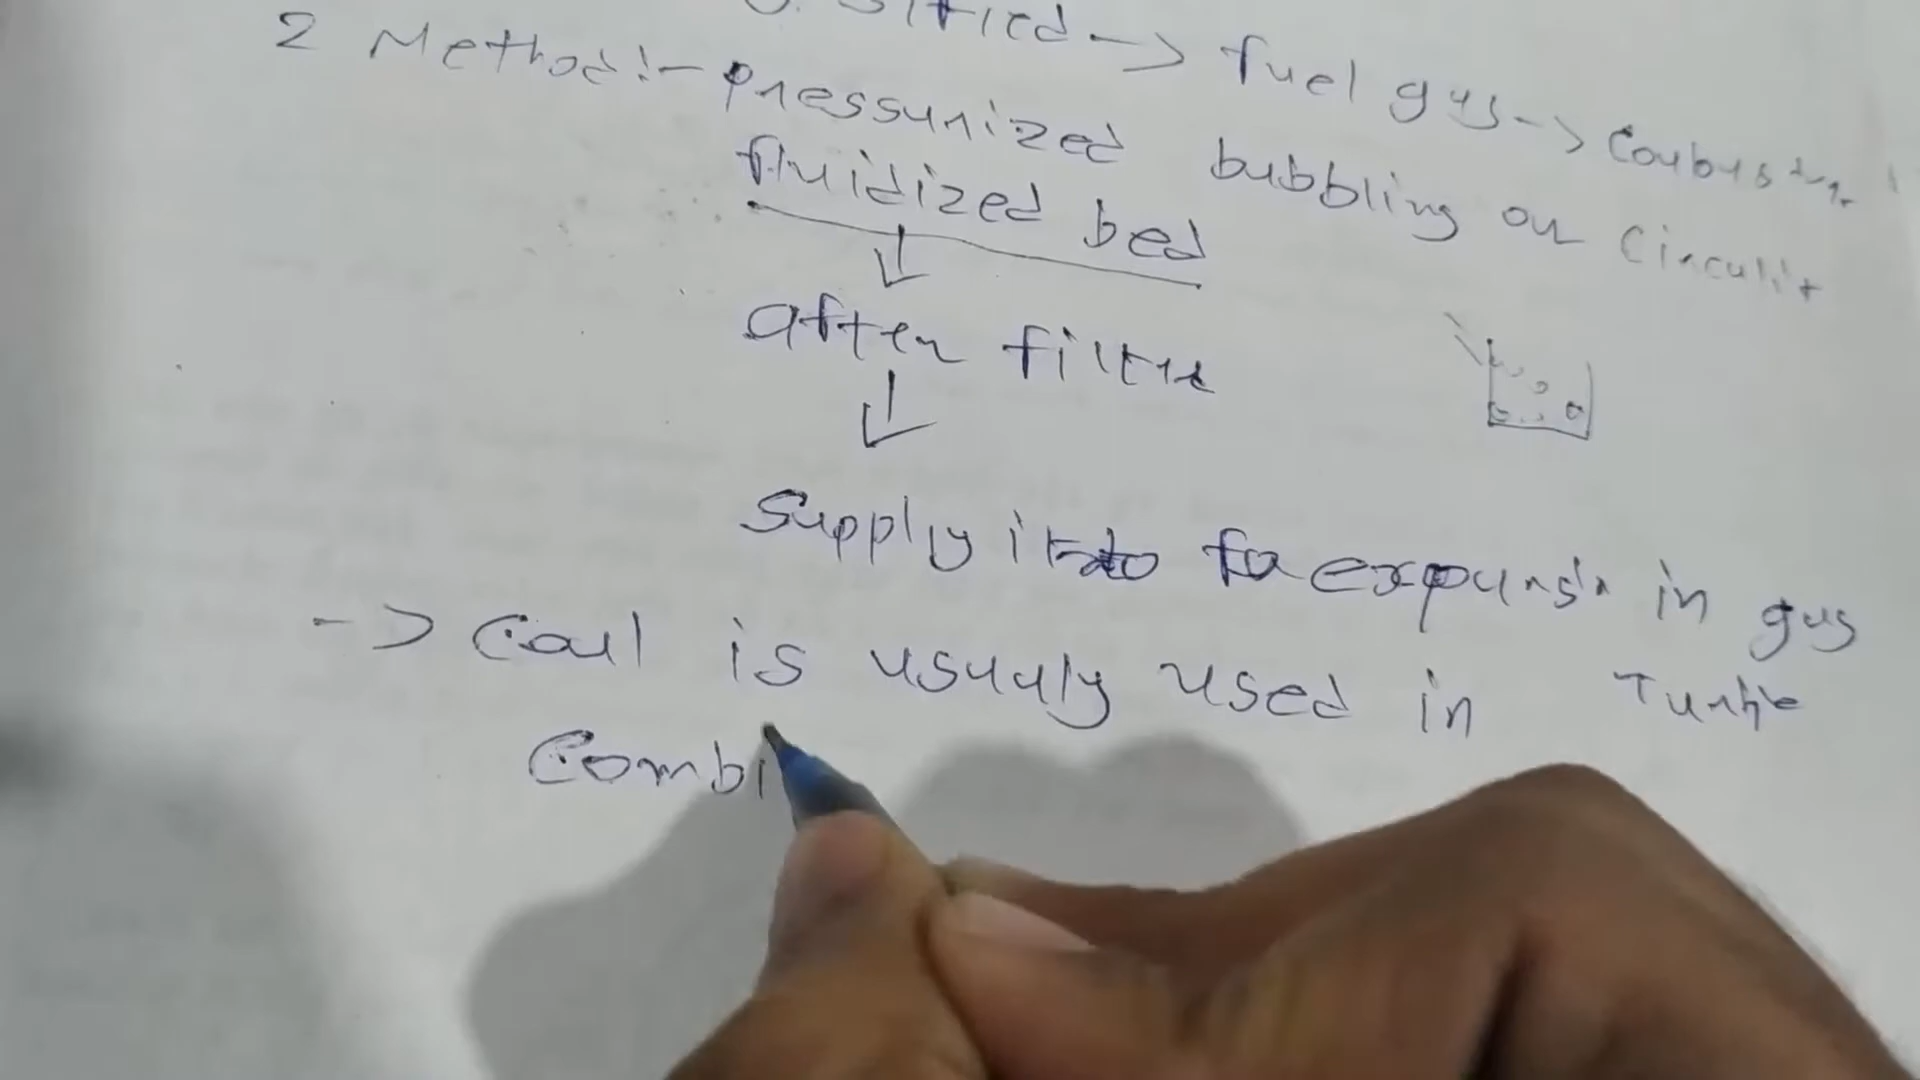 -> fuel gas -> Combustion
2 Method:- Pressurized bubbling or
fluidized bed
after filter
Supply it to for expansion in gas
Turbine
-> Coal is usually used in
Combi